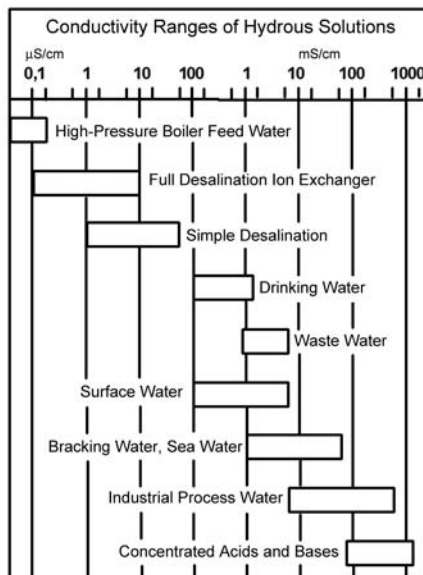 Conductivity Ranges of Hydrous Solutions
µS/cm mS/cm
0,1 1 10 100 1 10 100 1000
High-Pressure Boiler Feed Water
Full Desalination Ion Exchanger
Simple Desalination
Drinking Water
Waste Water
Surface Water
Bracking Water, Sea Water
Industrial Process Water
Concentrated Acids and Bases